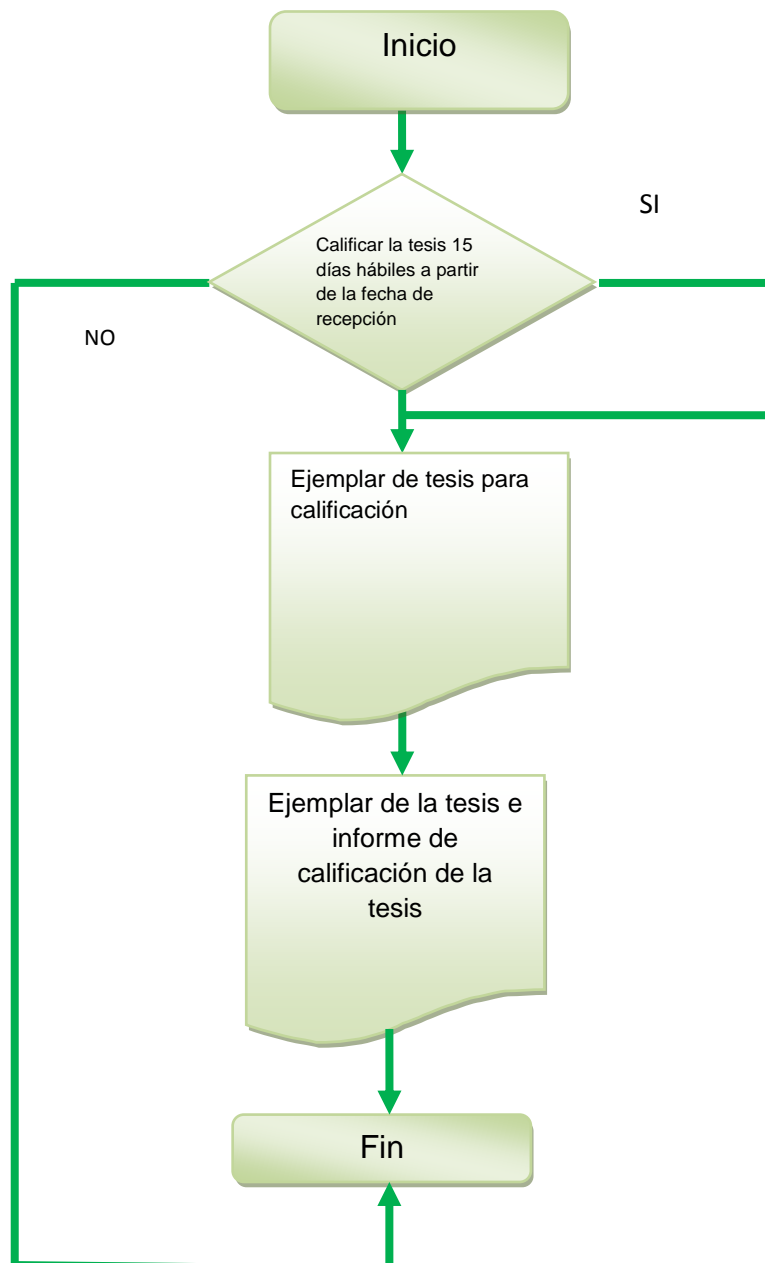 Inicio
SI
Calificar la tesis 15
días hábiles a partir
de la fecha de
recepción
NO
Ejemplar de tesis para
calificación
Ejemplar de la tesis e
informe de
calificación de la
tesis
Fin